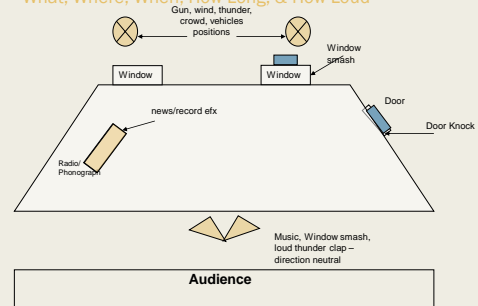 What, Where, When, How Long, & How Loud
Gun, wind, thunder,
crowd, vehicles
positions
Window
smash
Window
Window
Door
news/record efx
Door Knock
Radio/
Phonograph
Music, Window smash,
loud thunder clap –
direction neutral
Audience